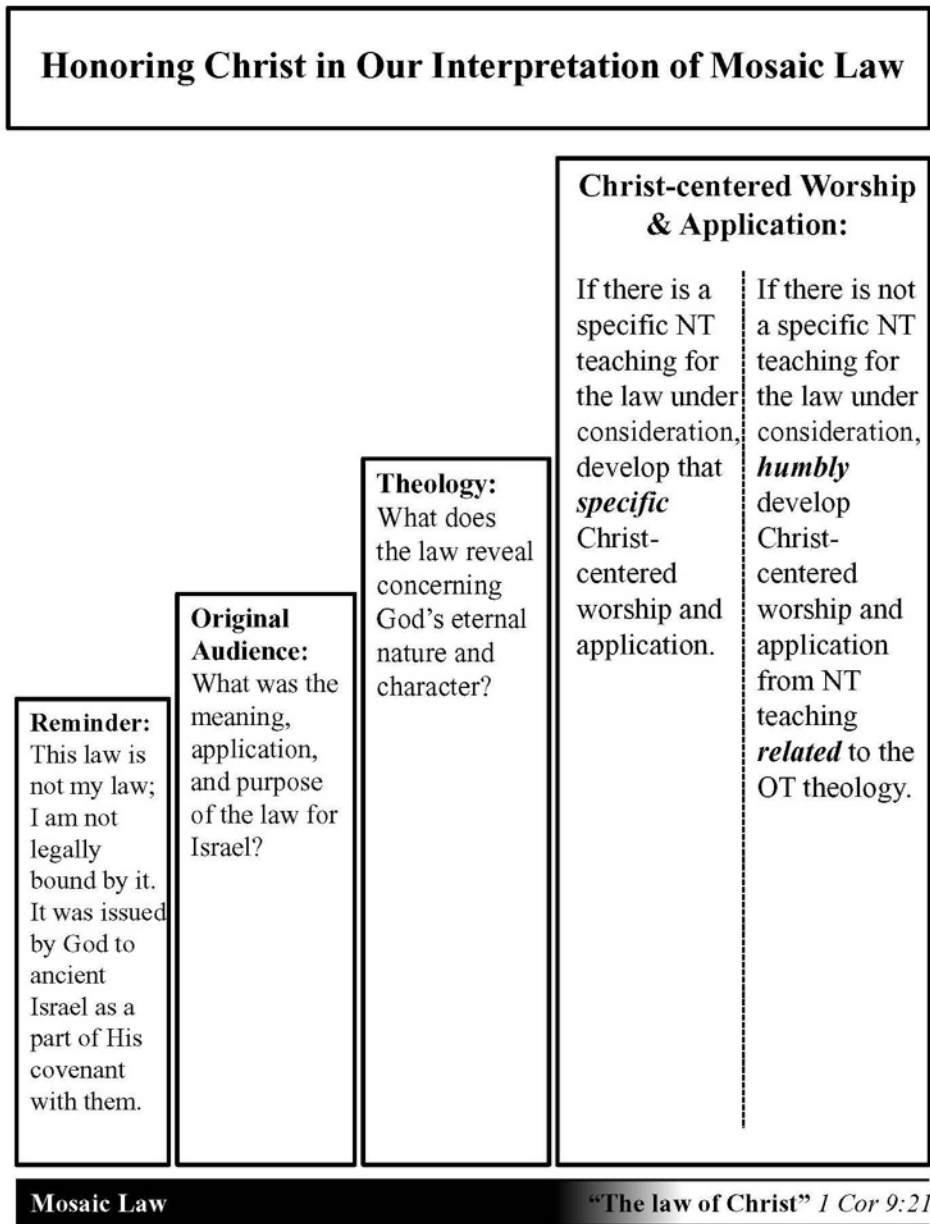 Honoring Christ in Our Interpretation of Mosaic Law
Reminder:
This law is
not my law;
I am not
legally
bound by it.
It was issued
by God to
ancient
Israel as a
part of His
covenant
with them.
Original
Audience:
What was the
meaning,
application,
and purpose
of the law for
Israel?
Theology:
What does
the law reveal
concerning
God’s eternal
nature and
character?
Christ-centered Worship
& Application:
If there is a
specific NT
teaching for
the law under
consideration,
develop that
specific
Christ-
centered
worship and
application.
If there is not
a specific NT
teaching for
the law under
consideration,
humbly
develop
Christ-
centered
worship and
application
from NT
teaching
related to the
OT theology.
Mosaic Law
“The law of Christ” 1 Cor 9:21